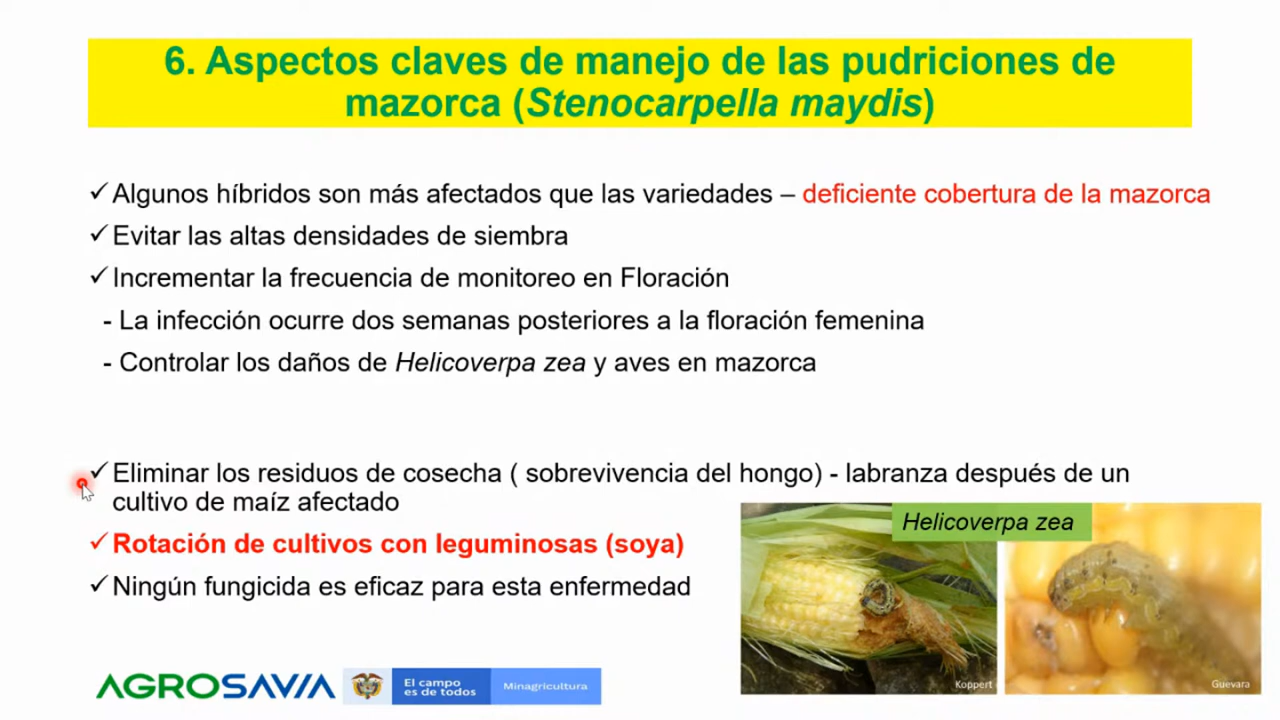 6. Aspectos claves de manejo de las pudriciones de
mazorca (Stenocarpella maydis)
✓ Algunos híbridos son más afectados que las variedades – deficiente cobertura de la mazorca
✓ Evitar las altas densidades de siembra
✓ Incrementar la frecuencia de monitoreo en Floración
- La infección ocurre dos semanas posteriores a la floración femenina
- Controlar los daños de Helicoverpa zea y aves en mazorca
✓ Eliminar los residuos de cosecha ( sobrevivencia del hongo) - labranza después de un
cultivo de maíz afectado
✓ Rotación de cultivos con leguminosas (soya)
✓ Ningún fungicida es eficaz para esta enfermedad
Helicoverpa zea
Koppert
Guevara
AGROSAVIA
El campo
es de todos
Minagricultura